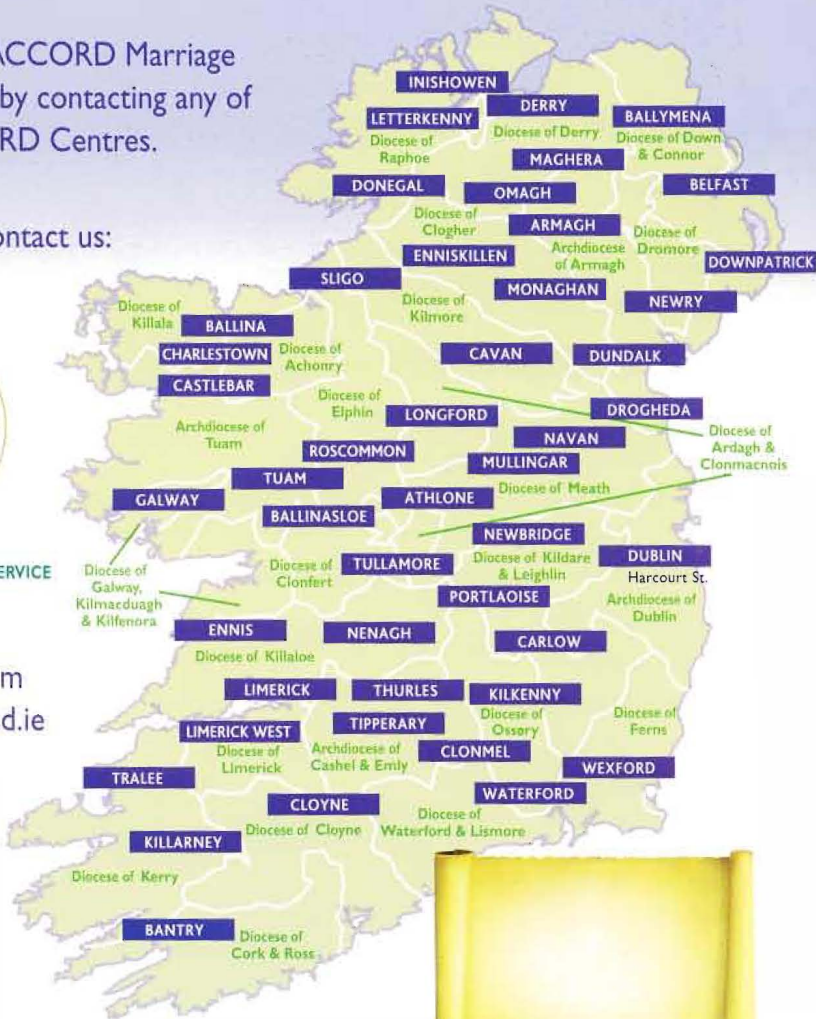 ACCORD Marriage
by contacting any of
RD Centres.
ontact us:
ERVICE
m
d.ie
INISHOWEN
LETTERKENNY
DERRY
BALLYMENA
Diocese of
Raphoe
Diocese of Derry
Diocese of Down
& Connor
MAGHERA
DONEGAL
OMAGH
BELFAST
Diocese of
Clogher
ARMAGH
Diocese of
Dromore
ENNISKILLEN
Archdiocese
of Armagh
DOWNPATRICK
SLIGO
MONAGHAN
NEWRY
Diocese of
Killala
Diocese of
Kilmore
BALLINA
CHARLESTOWN
Diocese of
Achonry
CAVAN
DUNDALK
CASTLEBAR
Diocese of
Elphin
LONGFORD
DROGHEDA
Archdiocese of
Tuam
NAVAN
Diocese of
Ardagh &
Clonmacnois
ROSCOMMON
MULLINGAR
TUAM
GALWAY
ATHLONE
Diocese of Meath
BALLINASLOE
NEWBRIDGE
Diocese of
Galway,
Kilmacduagh
& Kilfenora
Diocese of
Clonfert
TULLAMORE
Diocese of Kildare
& Leighlin
DUBLIN
Harcourt St.
PORTLAOISE
Archdiocese of
Dublin
ENNIS
NENAGH
CARLOW
Diocese of Killaloe
LIMERICK
THURLES
KILKENNY
LIMERICK WEST
TIPPERARY
Diocese of
Ossory
Diocese of
Ferns
Diocese of
Limerick
Archdiocese of
Cashel & Emly
CLONMEL
TRALEE
WEXFORD
CLOYNE
WATERFORD
Diocese of Cloyne
Diocese of
Waterford & Lismore
KILLARNEY
Diocese of Kerry
BANTRY
Diocese of
Cork & Ross